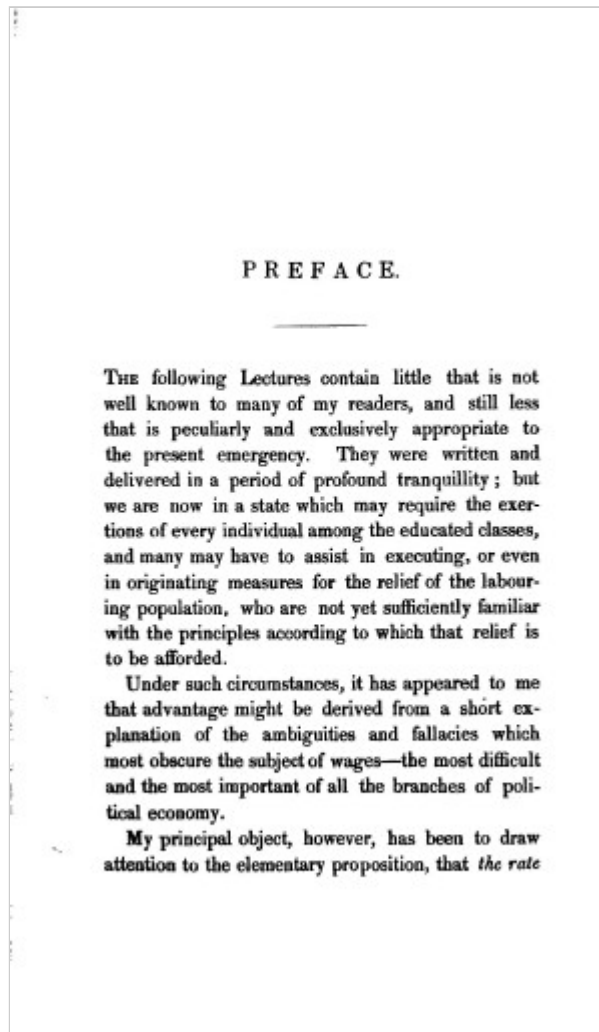 PREFACE.
THE following Lectures contain little that is not
well known to many of my readers, and still less
that is peculiarly and exclusively appropriate to
the present emergency. They were written and
delivered in a period of profound tranquillity; but
we are now in a state which may require the exer-
tions of every individual among the educated classes,
and many may have to assist in executing, or even
in originating measures for the relief of the labour-
ing population, who are not yet sufficiently familiar
with the principles according to which that relief is
to be afforded.
Under such circumstances, it has appeared to me
that advantage might be derived from a short ex-
planation of the ambiguities and fallacies which
most obscure the subject of wages—the most difficult
and the most important of all the branches of poli-
tical economy.
My principal object, however, has been to draw
attention to the elementary proposition, that the rate